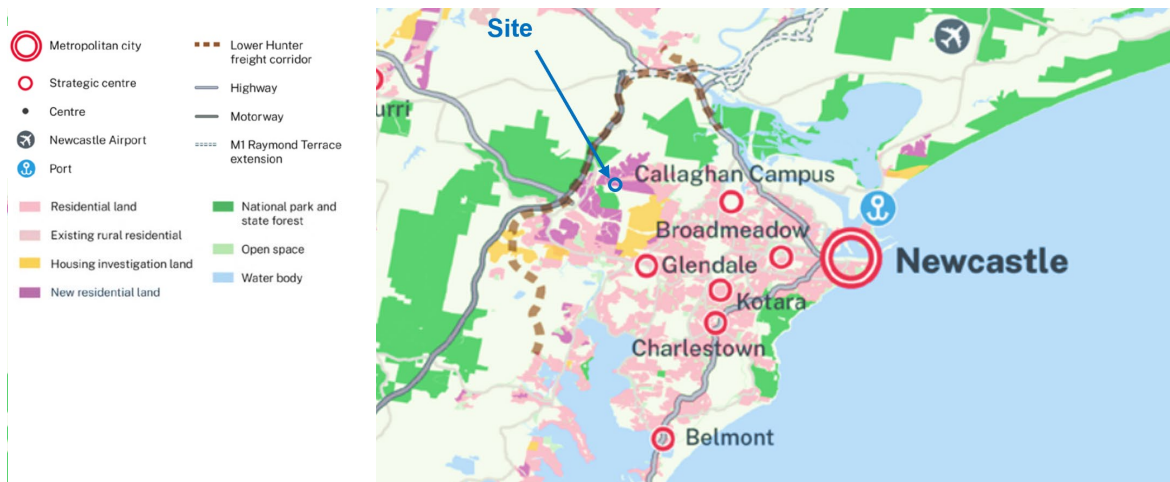 Metropolitan city
Strategic centre
Centre
Newcastle Airport
Port
Residential land
Existing rural residential
Housing investigation land
New residential land
Lower Hunter
freight corridor
Highway
Motorway
M1 Raymond Terrace
extension
National park and
state forest
Open space
Water body
Site
urri
Callaghan Campus
Broadmeadow
Glendale
Newcastle
Kotara
Charlestown
Belmont